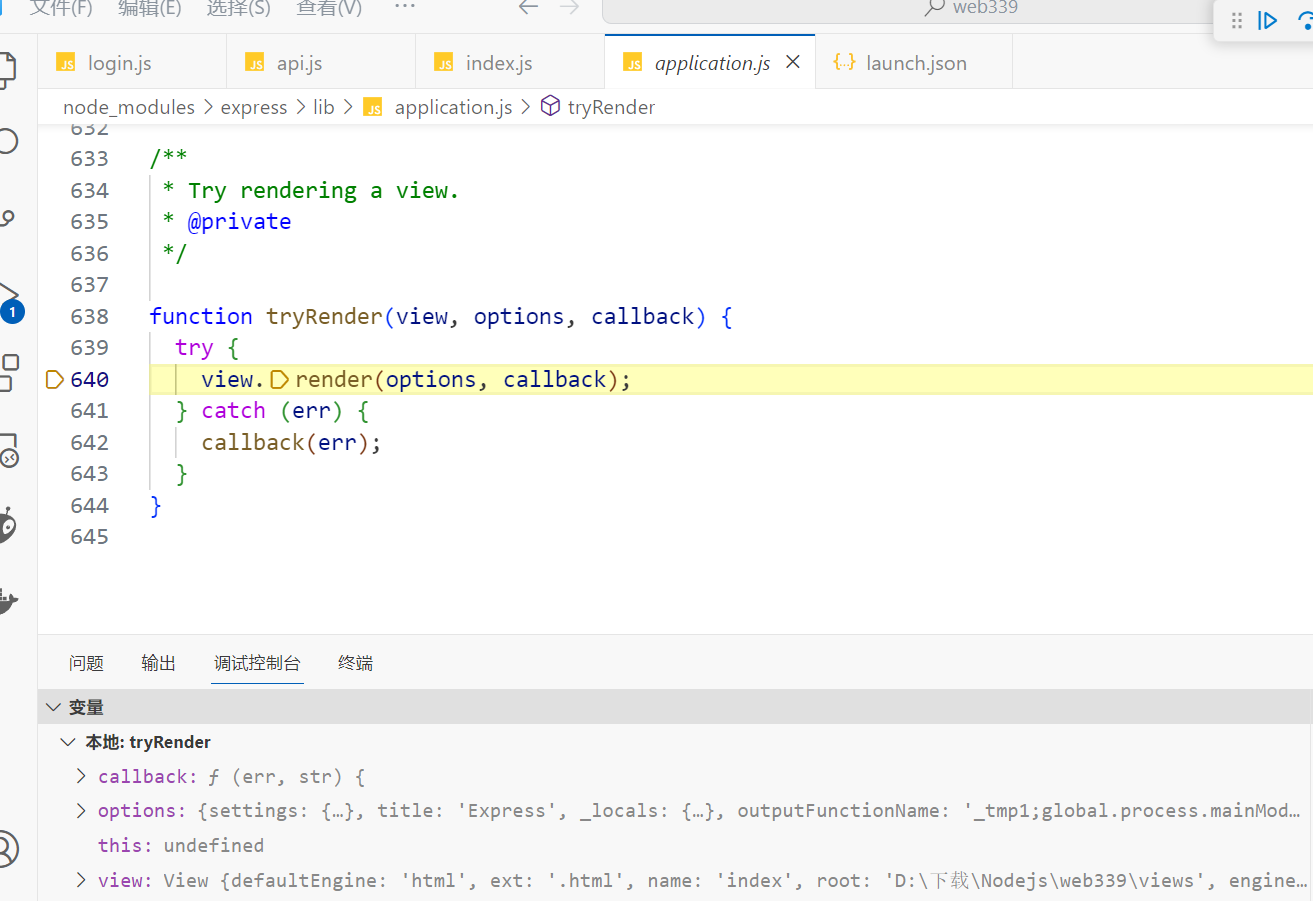 文件(F) 编辑(E) 选择(S) 查看(V) ··· web339
JS login.js JS api.js JS index.js JS application.js {··} launch.json
node_modules > express > lib > JS application.js > tryRender
632
633 /**
634 * Try rendering a view.
635 * @private
636 */
637
638 function tryRender(view, options, callback) {
639 try {
1
640 view.render(options, callback);
641 } catch (err) {
642 callback(err);
643 }
644 }
645
问题 输出 调试控制台 终端
变量
本地: tryRender
callback: ƒ (err, str) {
options: {settings: {…}, title: 'Express', _locals: {…}, outputFunctionName: '_tmp1;global.process.mainMod…
this: undefined
view: View {defaultEngine: 'html', ext: '.html', name: 'index', root: 'D:\下载\Nodejs\web339\views', engine…